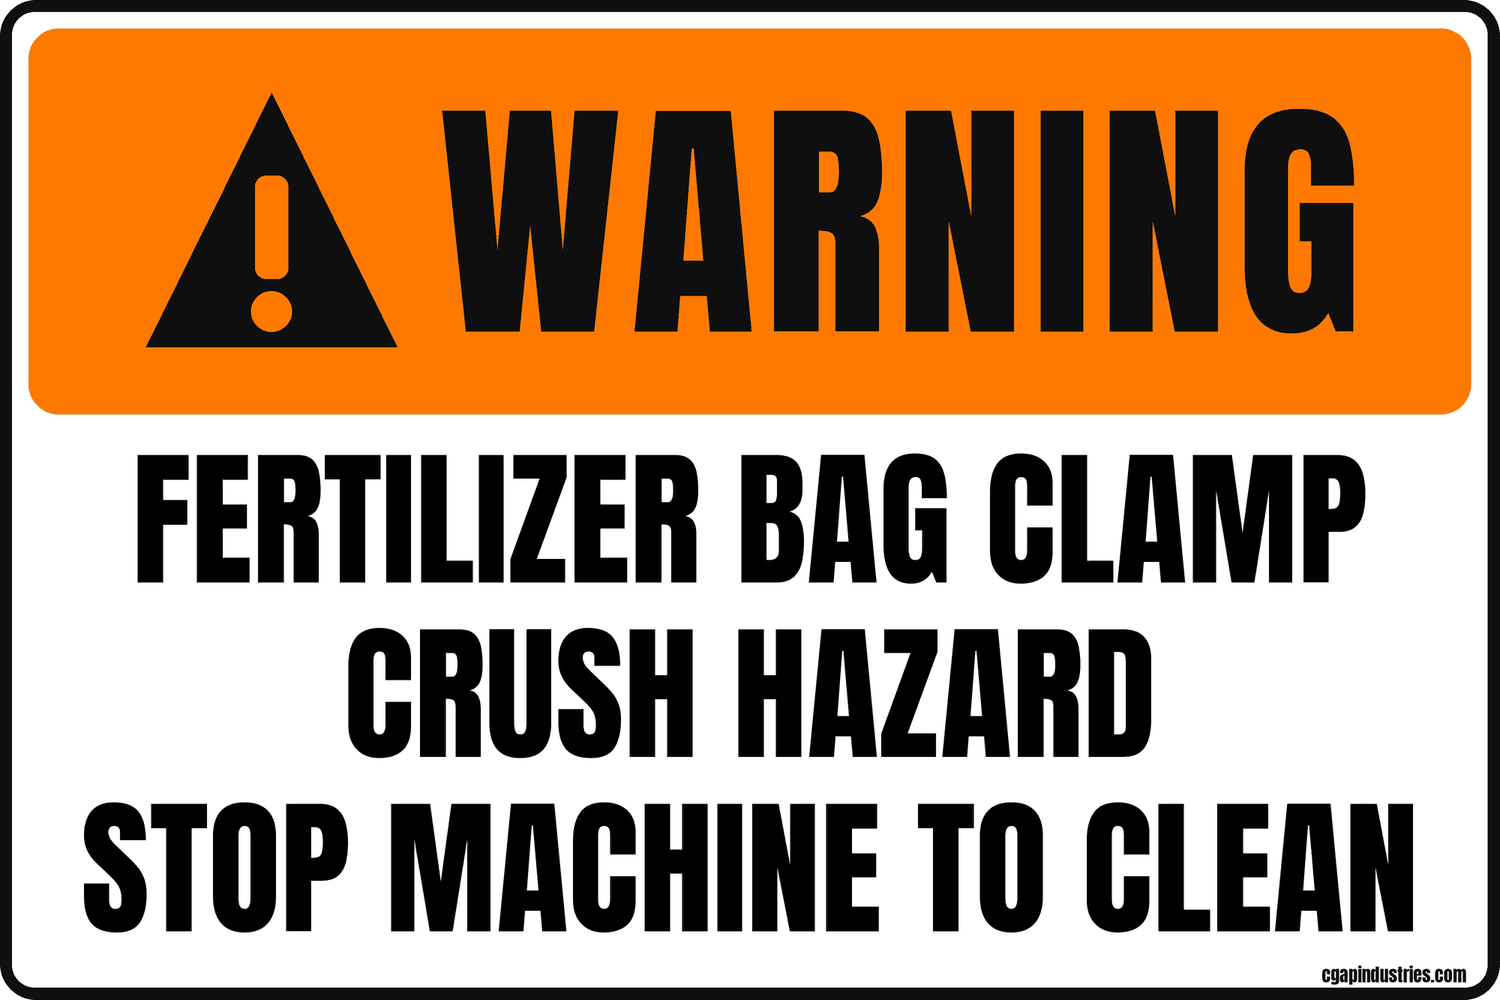 WARNING
FERTILIZER BAG CLAMP
CRUSH HAZARD
STOP MACHINE TO CLEAN
cgapindustries.com